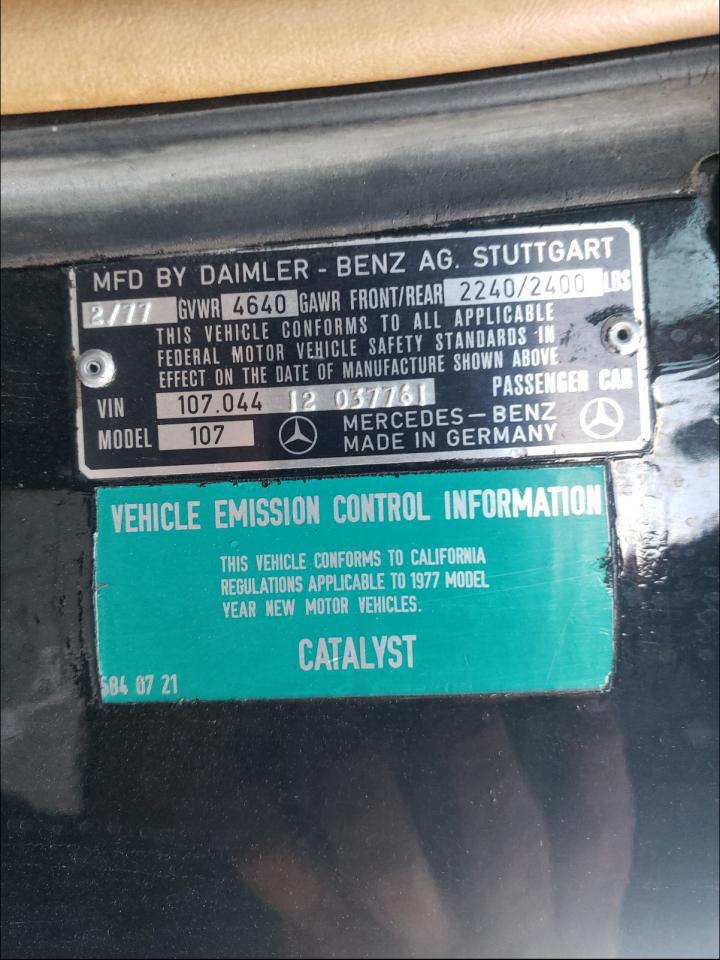 MFD BY DAIMLER - BENZ AG. STUTTGART
2/77 GVWR 4640 GAWR FRONT/REAR 2240/2400 LBS
THIS VEHICLE CONFORMS TO ALL APPLICABLE
FEDERAL MOTOR VEHICLE SAFETY STANDARDS IN
EFFECT ON THE DATE OF MANUFACTURE SHOWN ABOVE
VIN 107.044 12 037761 PASSENGER CAR
MODEL 107 MERCEDES-BENZ
MADE IN GERMANY
VEHICLE EMISSION CONTROL INFORMATION
THIS VEHICLE CONFORMS TO CALIFORNIA
REGULATIONS APPLICABLE TO 1977 MODEL
YEAR NEW MOTOR VEHICLES.
CATALYST
584 07 21